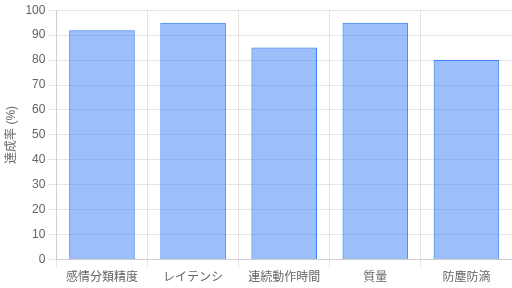 100
90
80
70
60
50
40
30
20
10
0
達成率 (%)
感情分類精度
レイテンシ
連続動作時間
質量
防塵防滴